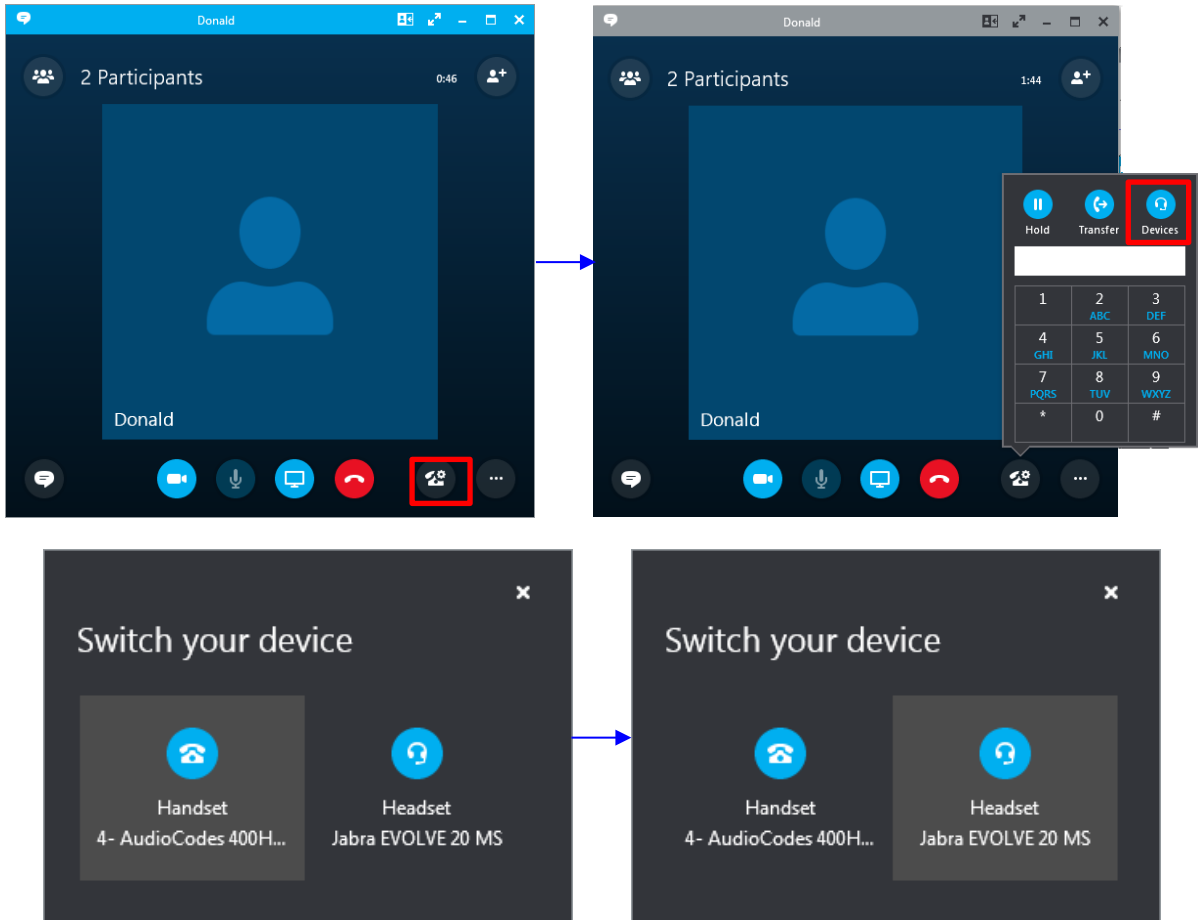 Donald
2 Participants
0:46
Donald
Donald
2 Participants
1:44
Donald
Hold Transfer Devices
1 2 3
ABC DEF
4 5 6
GHI JKL MNO
7 8 9
PQRS TUV WXYZ
* 0 #
Switch your device
Handset Headset
4- AudioCodes 400H... Jabra EVOLVE 20 MS
Switch your device
Handset Headset
4- AudioCodes 400H... Jabra EVOLVE 20 MS